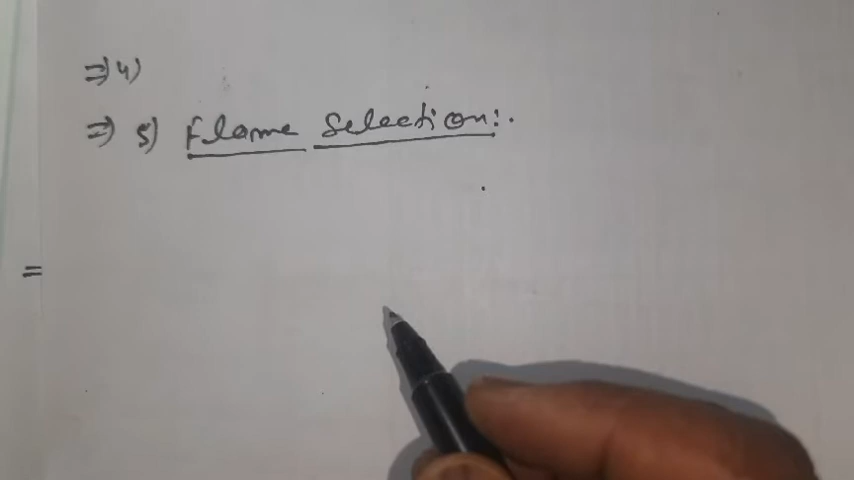 ⇒ 4)
⇒ 5) Flame Selection:.
=